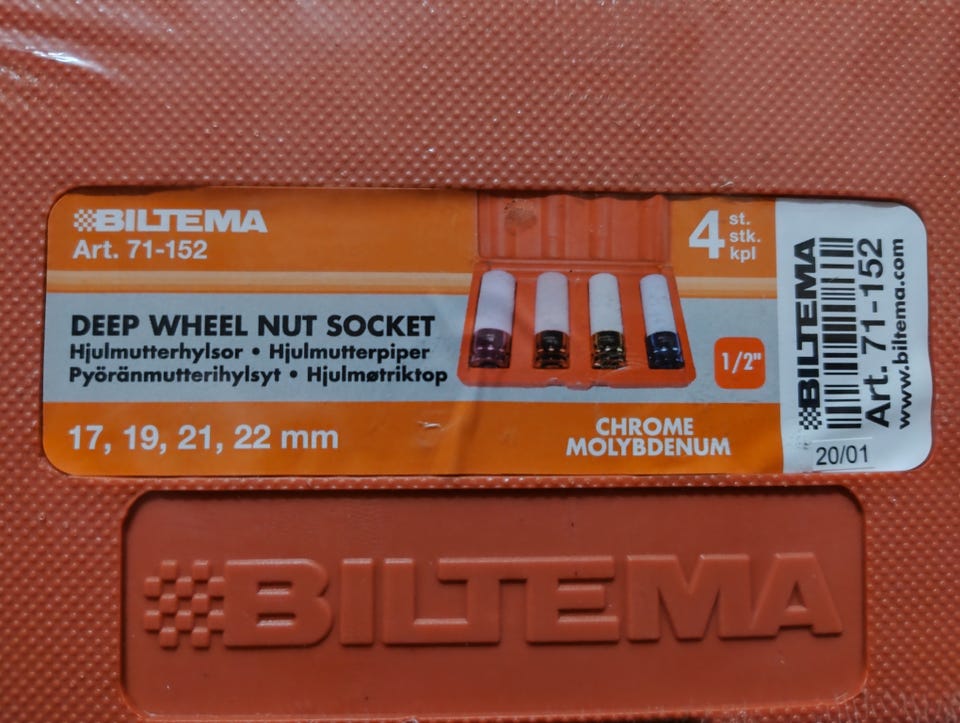 BILTEMA
Art. 71-152
4 st.
stk.
kpl
DEEP WHEEL NUT SOCKET
Hjulmutterhylsor • Hjulmutterpiper
Pyöränmutterihylsyt • Hjulmøtriktop
1/2"
17, 19, 21, 22 mm
CHROME
MOLYBDENUM
BILTEMA
Art. 71-152
www.biltema.com
20/01
BILTEMA